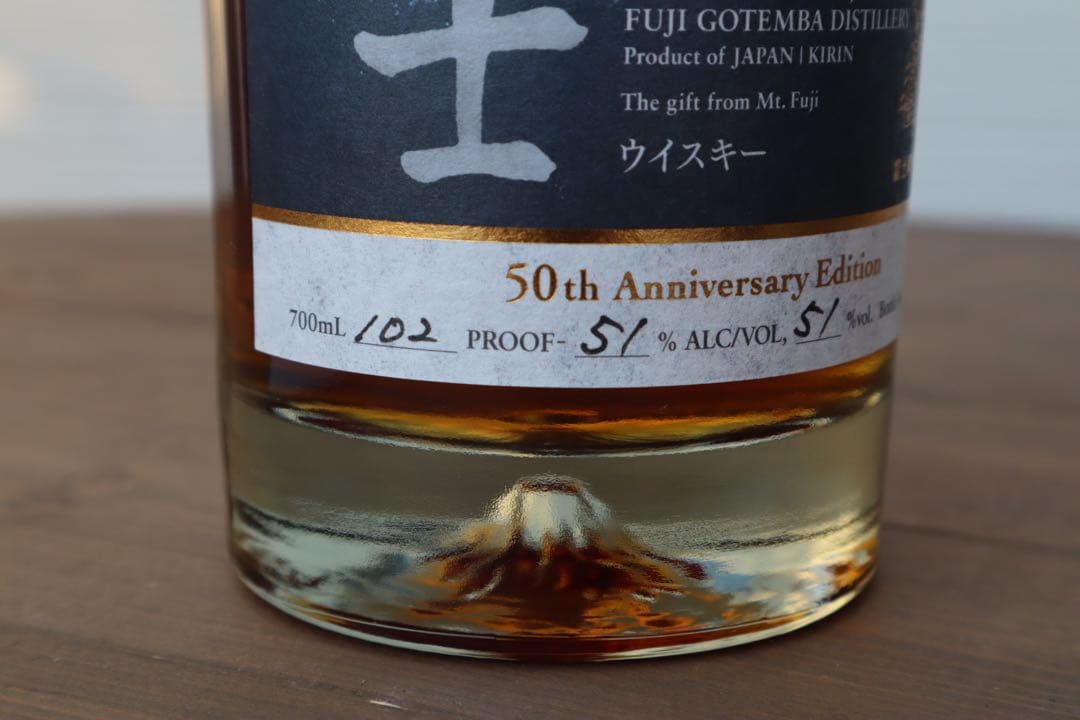 士
FUJI GOTEMBA DISTILLERY
Product of JAPAN | KIRIN
The gift from Mt. Fuji
ウイスキー
50th Anniversary Edition
700mL 102 PROOF- 51 % ALC/VOL, 51 %vol.